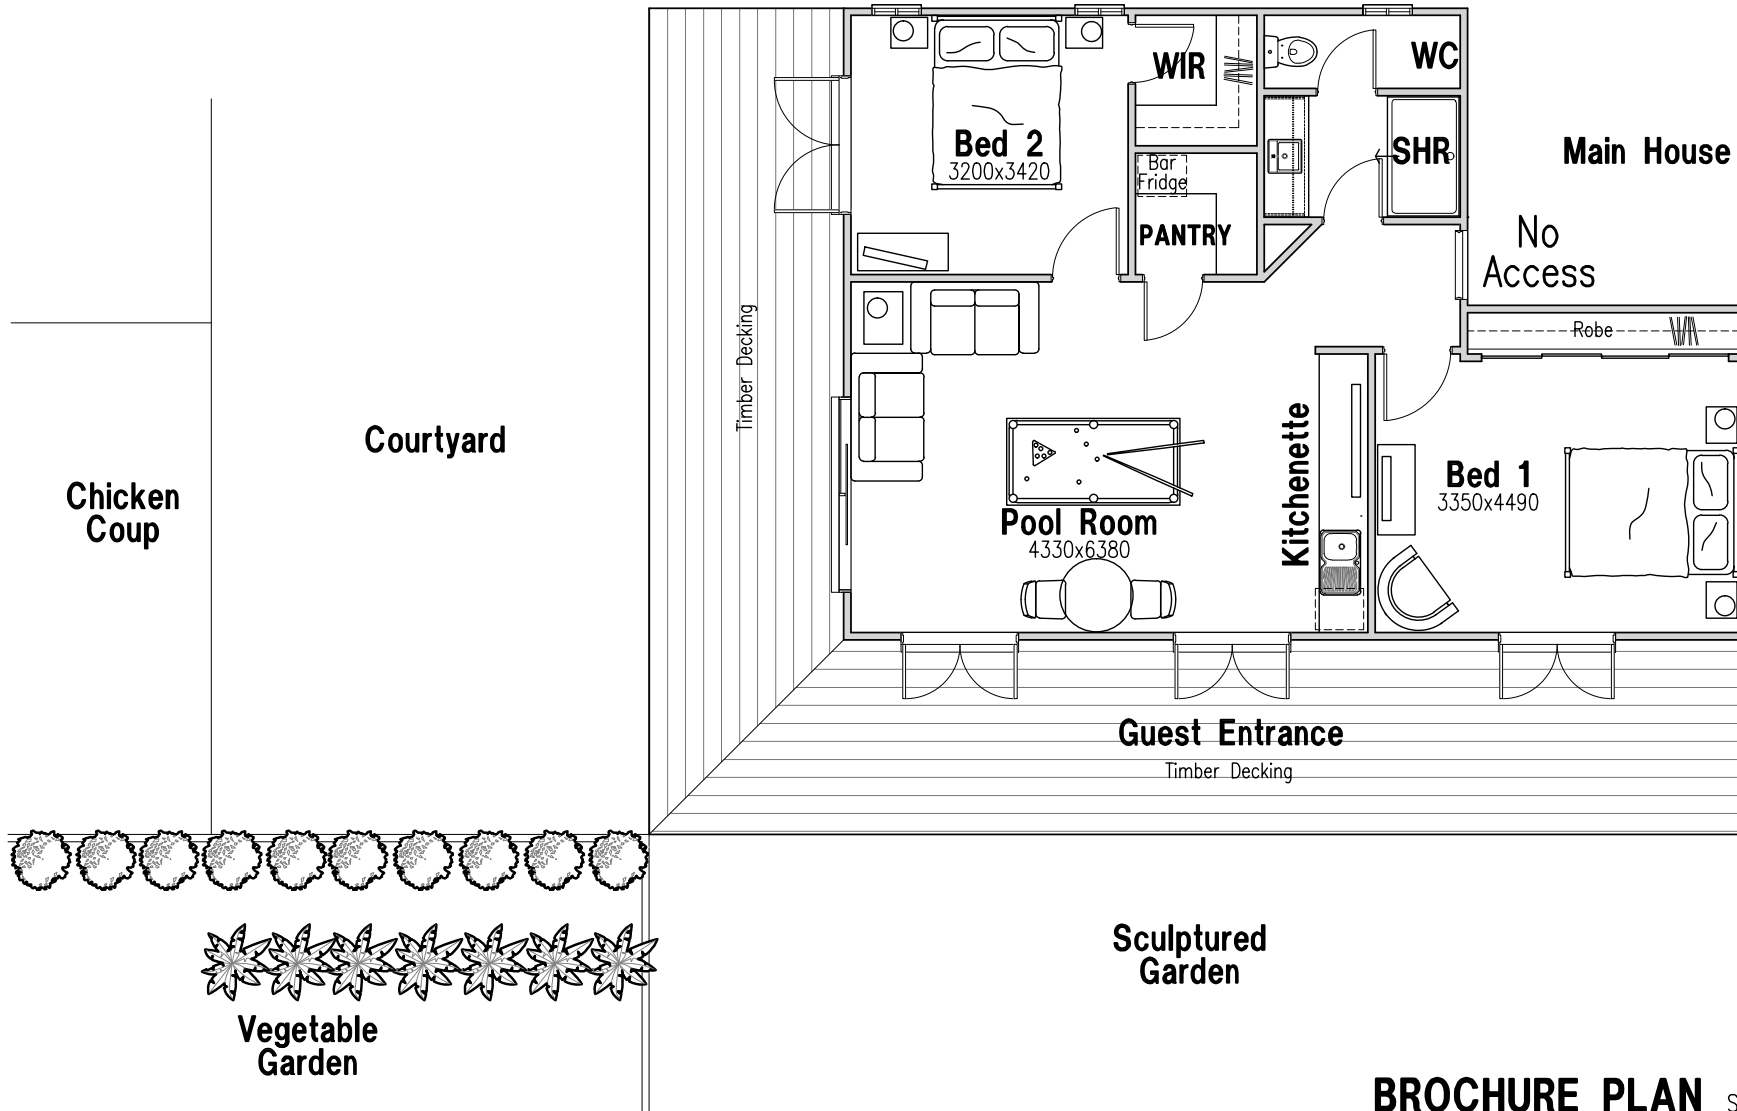 WIR
WC
Bed 2
3200x3420
Bar
Fridge
SHR
Main House
PANTRY
No
Access
Timber Decking
Robe
Courtyard
Kitchenette
Chicken
Coup
Bed 1
3350x4490
Pool Room
4330x6380
Guest Entrance
Timber Decking
Sculptured
Garden
Vegetable
Garden
BROCHURE PLAN